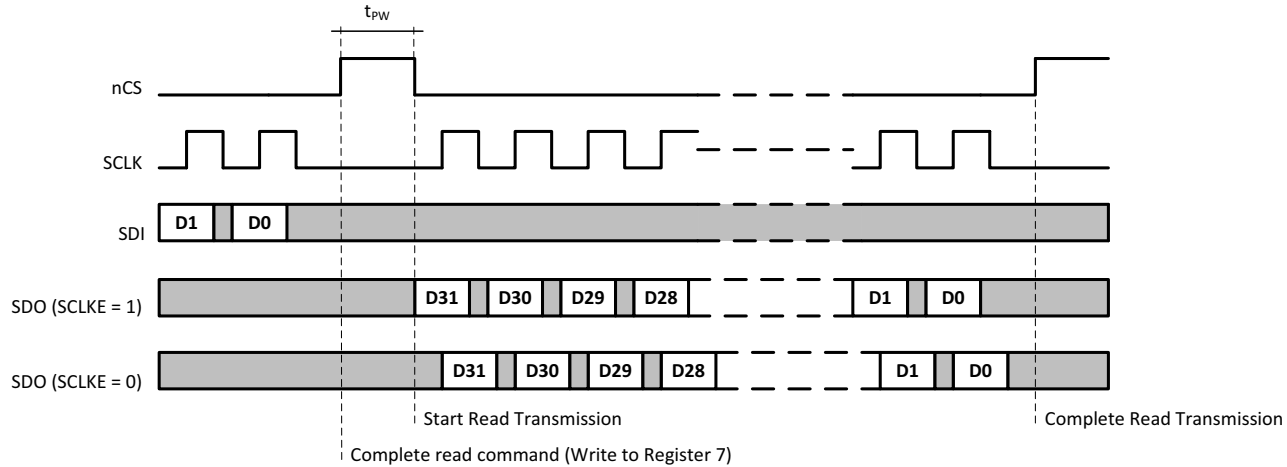 tPW
nCS
SCLK
SDI D1 D0
SDO (SCLKE = 1) D31 D30 D29 D28 D1 D0
SDO (SCLKE = 0) D31 D30 D29 D28 D1 D0
Start Read Transmission Complete Read Transmission
Complete read command (Write to Register 7)